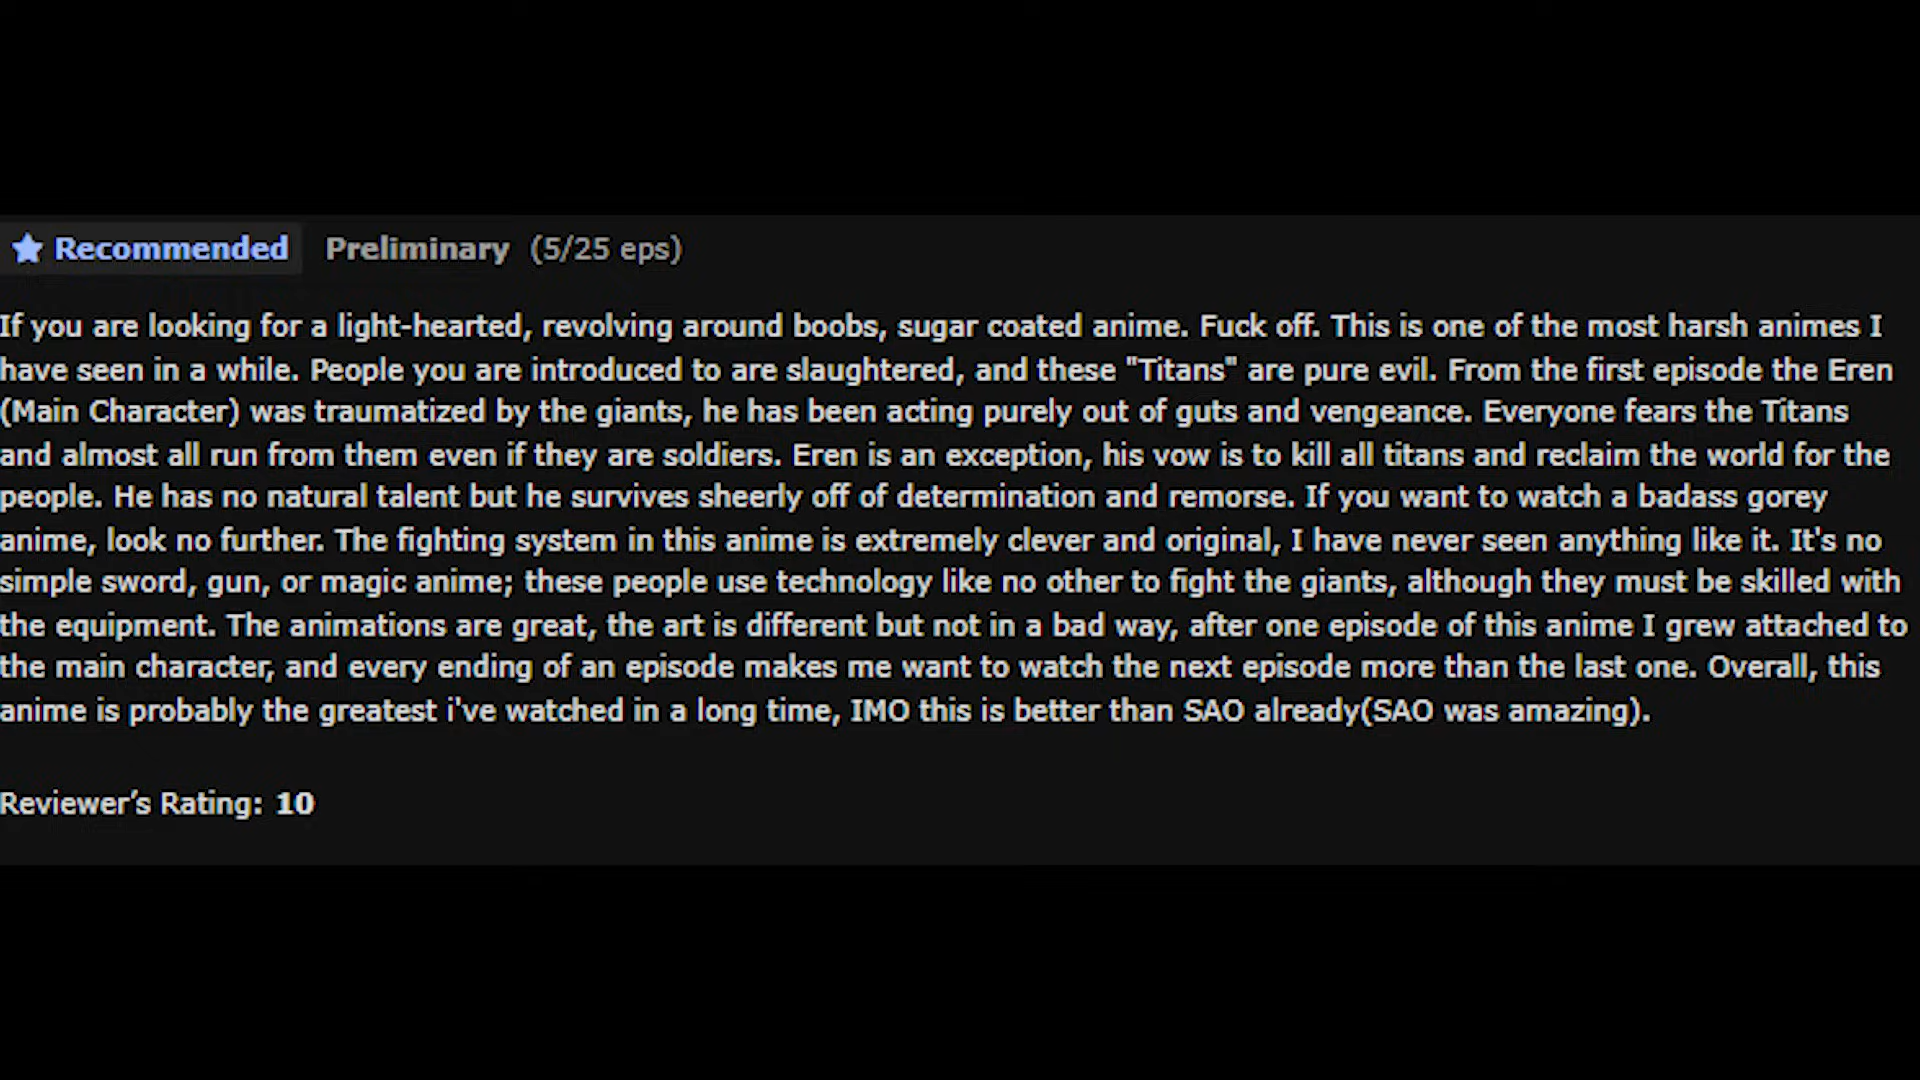 Recommended Preliminary (5/25 eps)
If you are looking for a light-hearted, revolving around boobs, sugar coated anime. Fuck off. This is one of the most harsh animes I
have seen in a while. People you are introduced to are slaughtered, and these "Titans" are pure evil. From the first episode the Eren
(Main Character) was traumatized by the giants, he has been acting purely out of guts and vengeance. Everyone fears the Titans
and almost all run from them even if they are soldiers. Eren is an exception, his vow is to kill all titans and reclaim the world for the
people. He has no natural talent but he survives sheerly off of determination and remorse. If you want to watch a badass gorey
anime, look no further. The fighting system in this anime is extremely clever and original, I have never seen anything like it. It's no
simple sword, gun, or magic anime; these people use technology like no other to fight the giants, although they must be skilled with
the equipment. The animations are great, the art is different but not in a bad way, after one episode of this anime I grew attached to
the main character, and every ending of an episode makes me want to watch the next episode more than the last one. Overall, this
anime is probably the greatest i've watched in a long time, IMO this is better than SAO already(SAO was amazing).
Reviewer’s Rating: 10